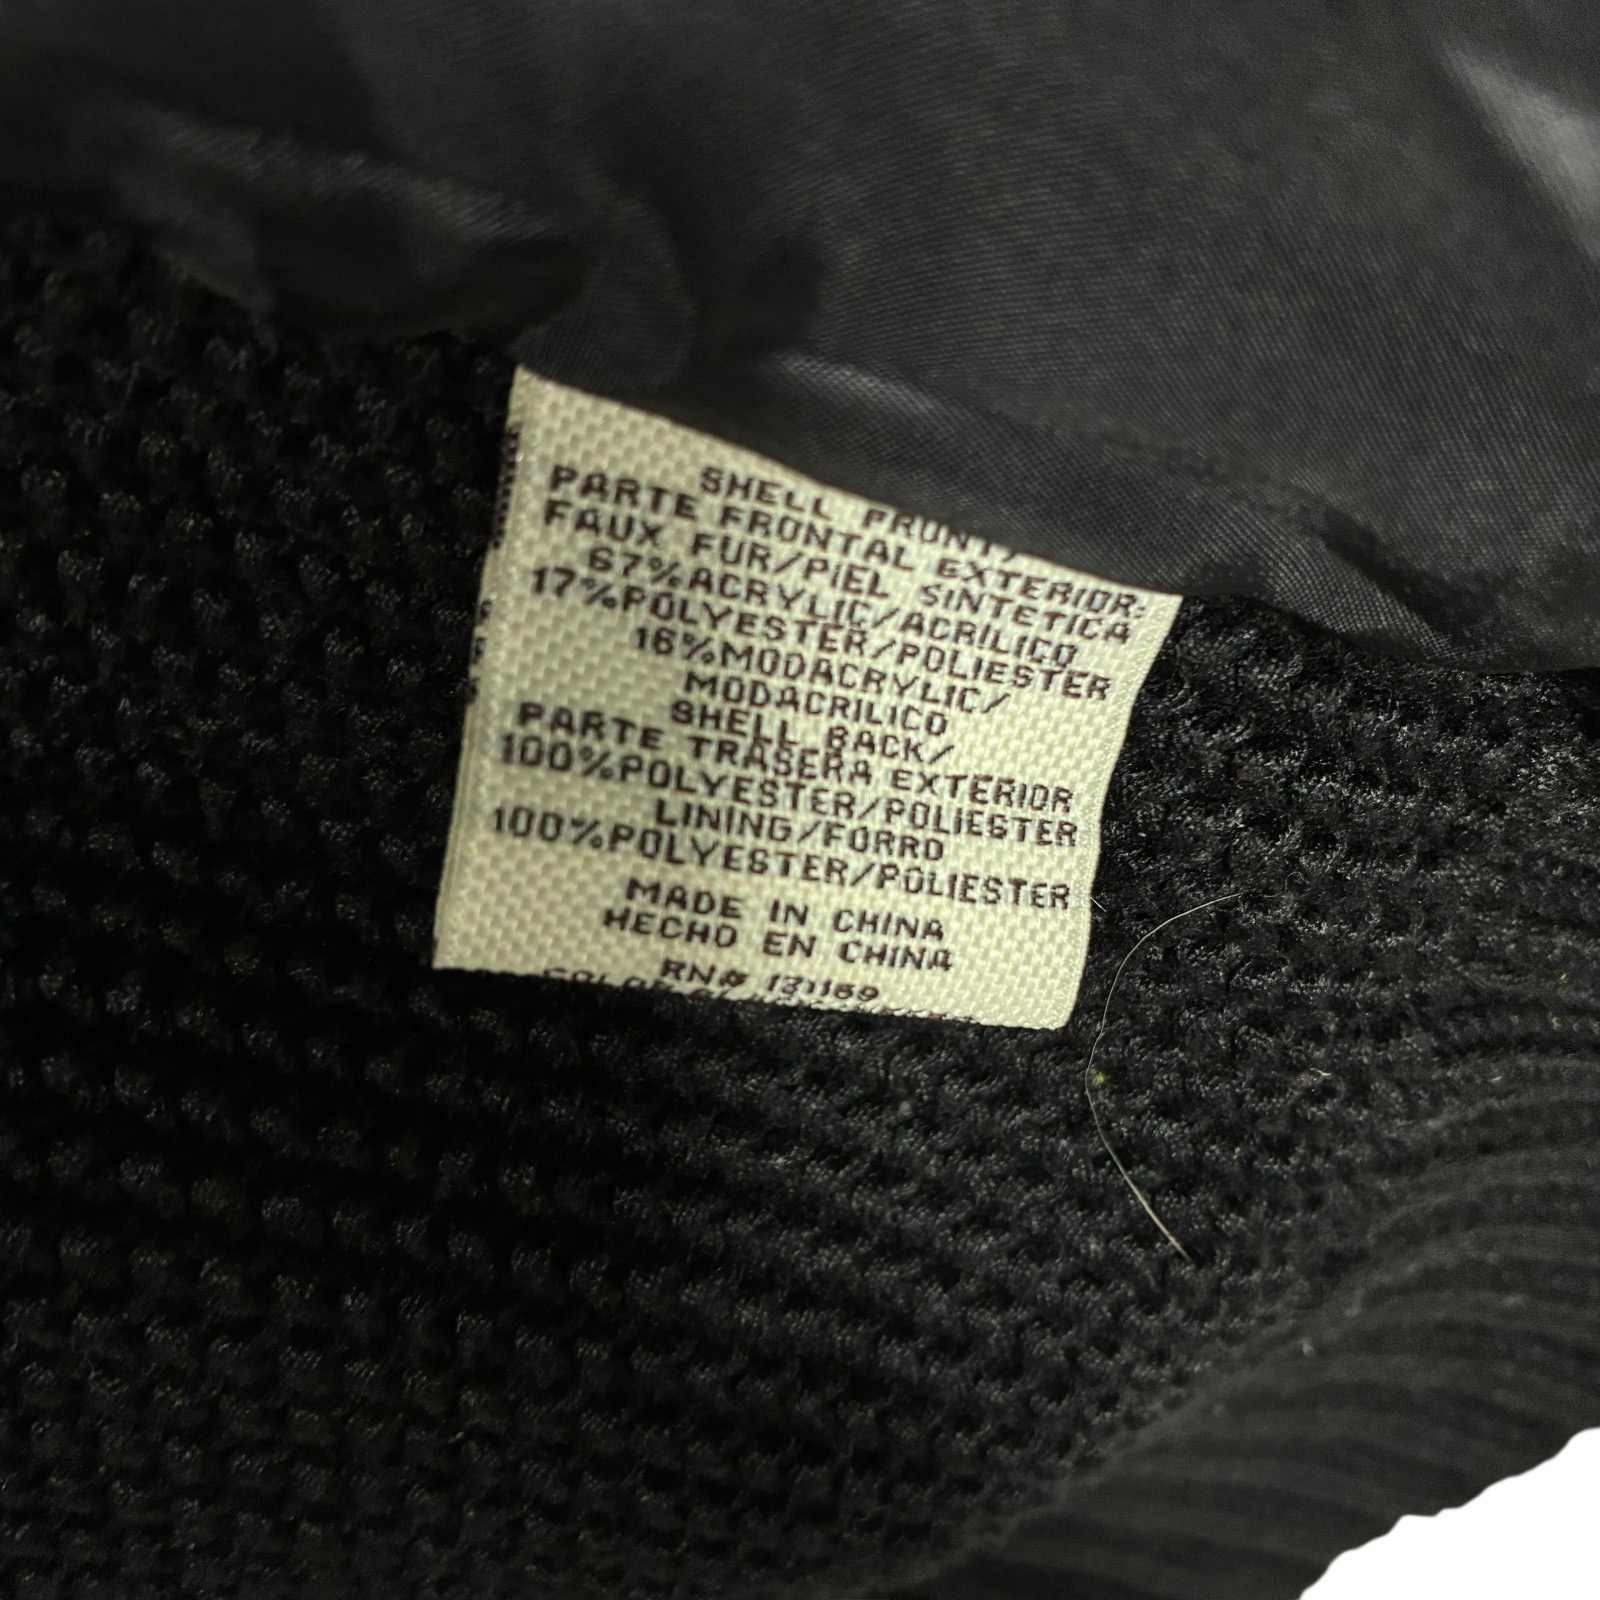 SHELL FRONT/
PARTE FRONTAL EXTERIOR:
FAUX FUR/PIEL SINTETICA
67%ACRYLIC/ACRILICO
17%POLYESTER/POLIESTER
16%MODACRYLIC/
MODACRILICO
SHELL BACK/
PARTE TRASERA EXTERIOR
100%POLYESTER/POLIESTER
LINING/FORRO
100%POLYESTER/POLIESTER
MADE IN CHINA
HECHO EN CHINA
RN#